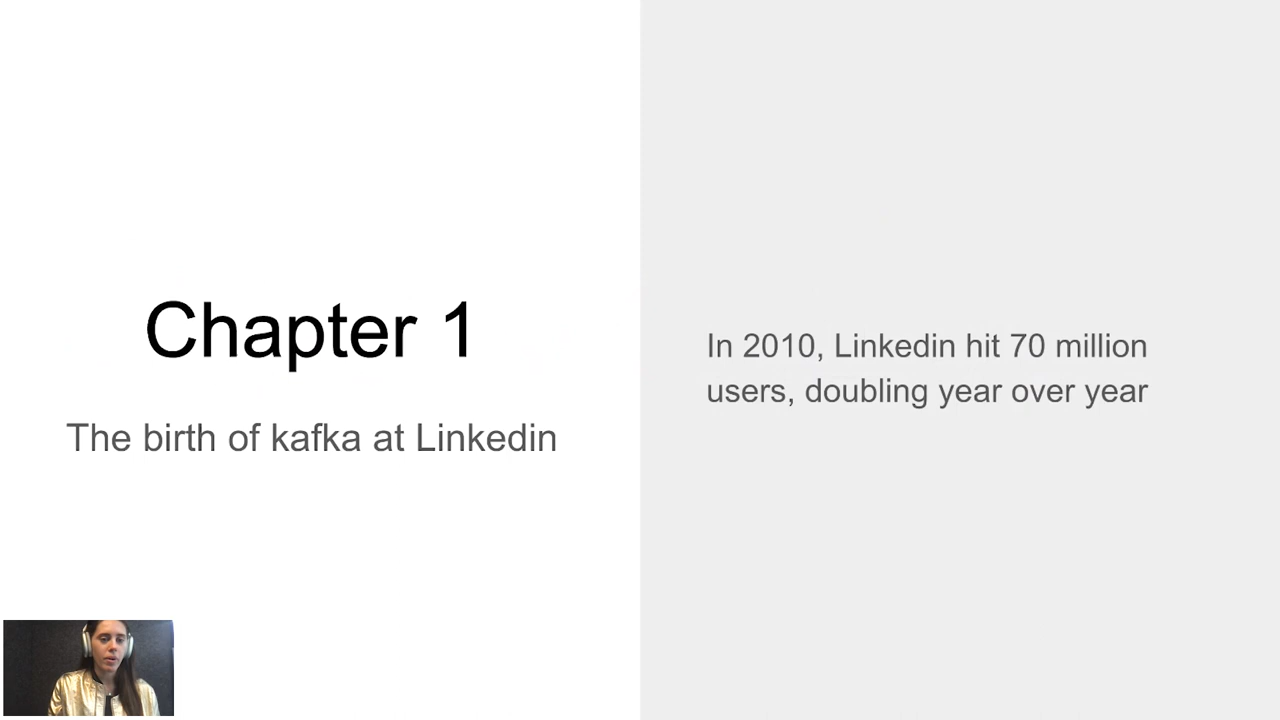 Chapter 1
The birth of kafka at Linkedin
In 2010, Linkedin hit 70 million
users, doubling year over year